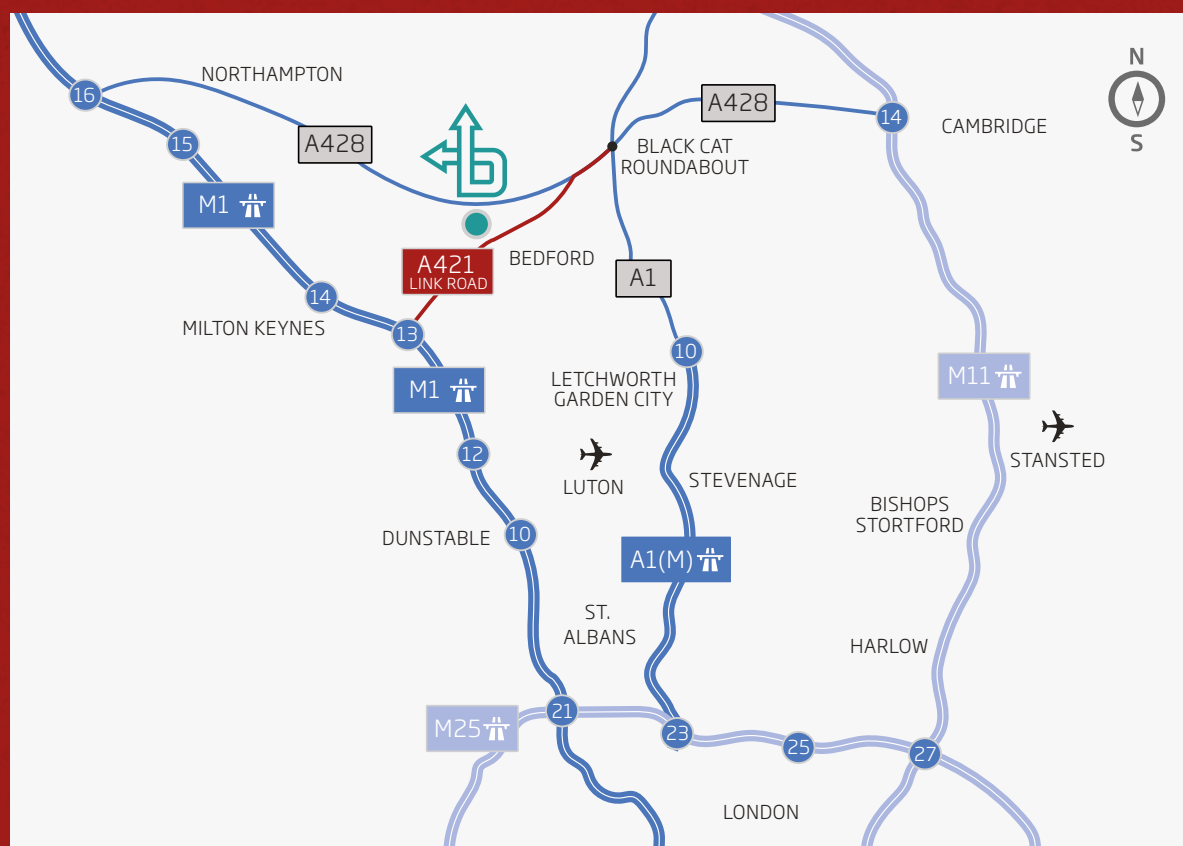 N
NORTHAMPTON
16
A428
14
CAMBRIDGE
A428
15
BLACK CAT
ROUNDABOUT
S
M1
BEDFORD
A421
LINK ROAD
A1
14
MILTON KEYNES
13
10
M1
LETCHWORTH
GARDEN CITY
M11
12
LUTON
STEVENAGE
STANSTED
BISHOPS
STORTFORD
DUNSTABLE
10
A1(M)
ST.
ALBANS
HARLOW
21
M25
23
25
27
LONDON